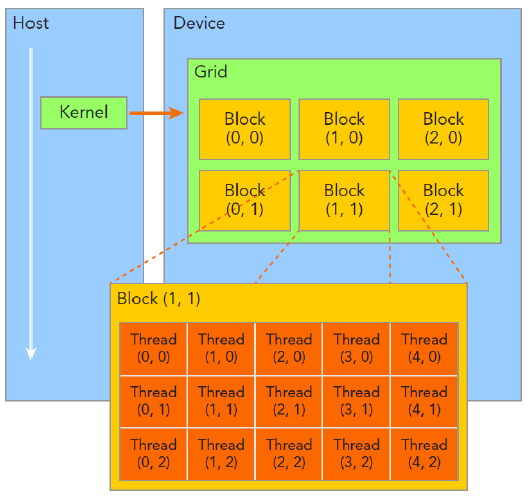 Host
Device
Grid
Kernel
Block
(0, 0)
Block
(1, 0)
Block
(2, 0)
Block
(0, 1)
Block
(1, 1)
Block
(2, 1)
Block (1, 1)
Thread
(0, 0)
Thread
(1, 0)
Thread
(2, 0)
Thread
(3, 0)
Thread
(4, 0)
Thread
(0, 1)
Thread
(1, 1)
Thread
(2, 1)
Thread
(3, 1)
Thread
(4, 1)
Thread
(0, 2)
Thread
(1, 2)
Thread
(2, 2)
Thread
(3, 2)
Thread
(4, 2)